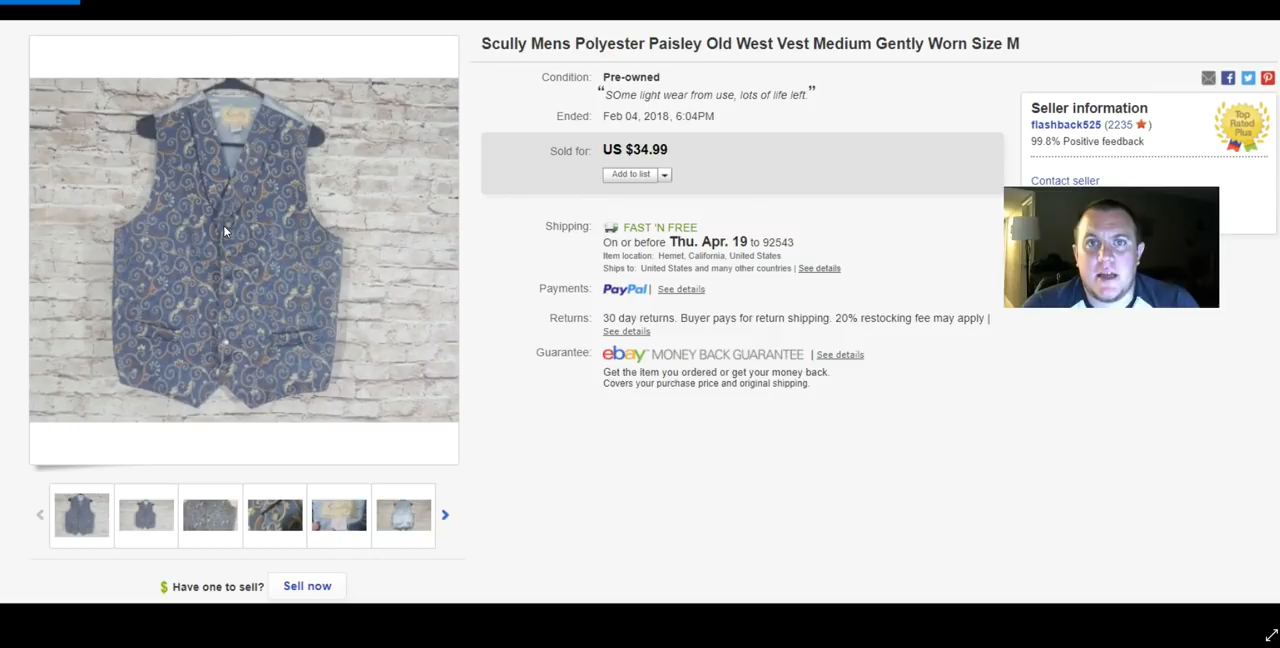 Scully Mens Polyester Paisley Old West Vest Medium Gently Worn Size M
Condition: Pre-owned
“SOme light wear from use, lots of life left.”
Ended: Feb 04, 2018, 6:04PM
Sold for: US $34.99
Add to list
Shipping: FAST 'N FREE
On or before Thu. Apr. 19 to 92543
Item location: Hemet, California, United States
Ships to: United States and many other countries | See details
Payments: PayPal | See details
Returns: 30 day returns. Buyer pays for return shipping. 20% restocking fee may apply |
See details
Guarantee: ebay MONEY BACK GUARANTEE | See details
Get the item you ordered or get your money back.
Covers your purchase price and original shipping.
Seller information
flashback525 (2235 ★)
99.8% Positive feedback
Top
Rated
Plus
Contact seller
$ Have one to sell? Sell now